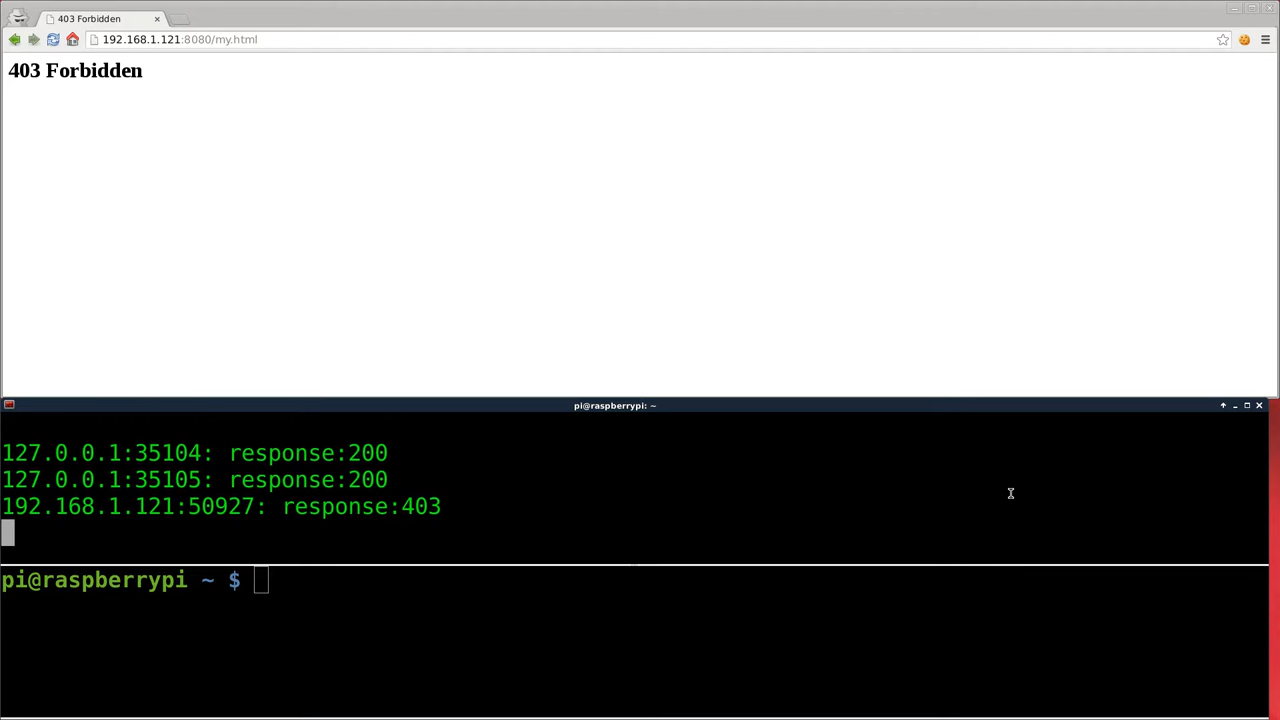 403 Forbidden
192.168.1.121:8080/my.html
403 Forbidden
pi@raspberrypi: ~
127.0.0.1:35104: response:200
127.0.0.1:35105: response:200
192.168.1.121:50927: response:403
pi@raspberrypi ~ $